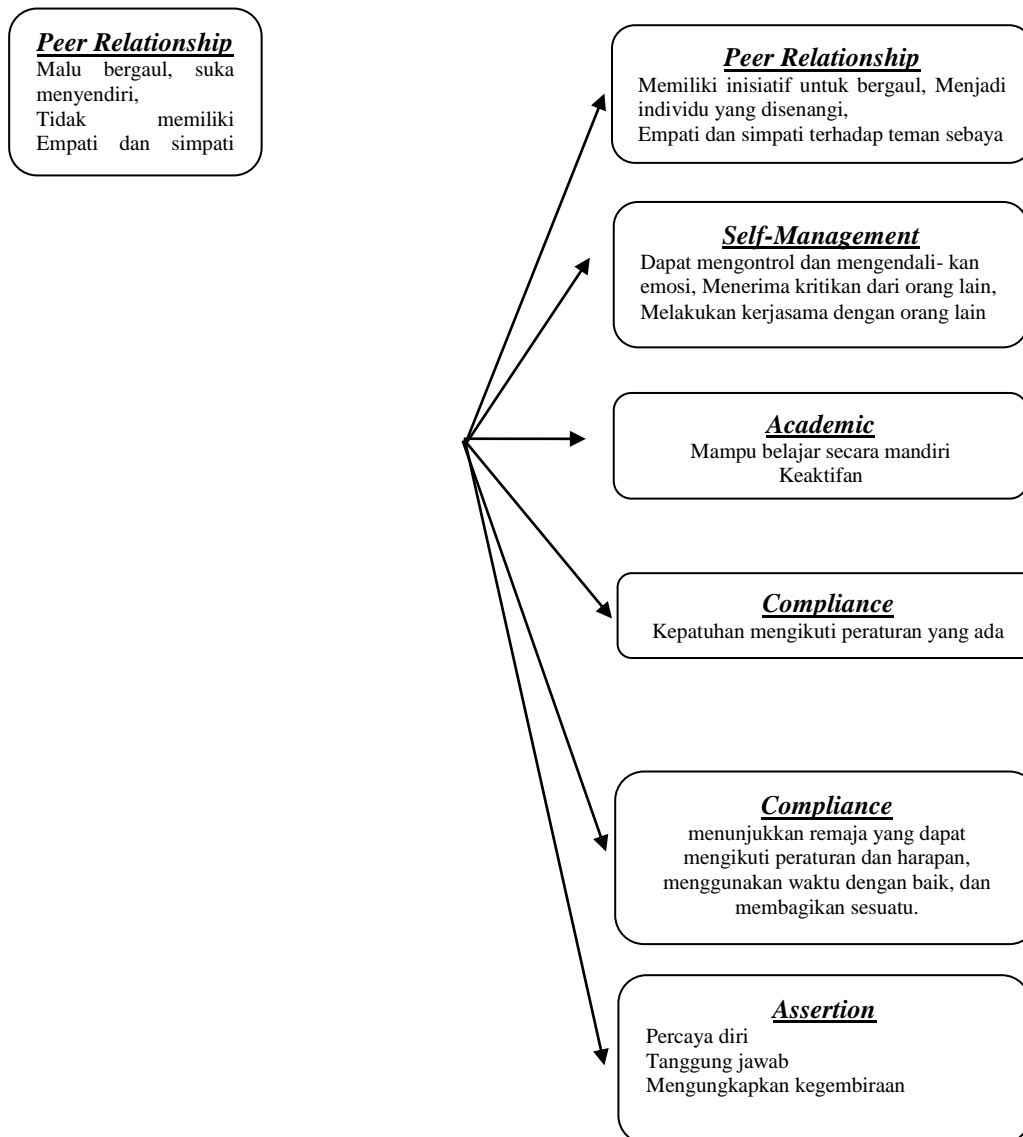 Peer Relationship
Malu bergaul, suka
menyendiri,
Tidak memiliki
Empati dan simpati
Peer Relationship
Memiliki inisiatif untuk bergaul, Menjadi
individu yang disenangi,
Empati dan simpati terhadap teman sebaya
Self-Management
Dapat mengontrol dan mengendali- kan
emosi, Menerima kritikan dari orang lain,
Melakukan kerjasama dengan orang lain
Academic
Mampu belajar secara mandiri
Keaktifan
Compliance
Kepatuhan mengikuti peraturan yang ada
Compliance
menunjukkan remaja yang dapat
mengikuti peraturan dan harapan,
menggunakan waktu dengan baik, dan
membagikan sesuatu.
Assertion
Percaya diri
Tanggung jawab
Mengungkapkan kegembiraan